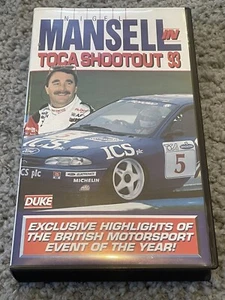 NIGEL
MANSELL IN
TOCA SHOOTOUT 93
ICS
ICS plc
5
MICHELIN
DUKE
EXCLUSIVE HIGHLIGHTS OF
THE BRITISH MOTORSPORT
EVENT OF THE YEAR!